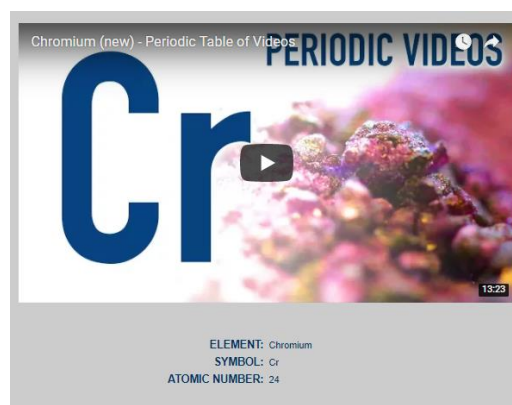 Chromium (new) - Periodic Table of Videos
PERIODIC VIDEOS
Cr
13:23
ELEMENT: Chromium
SYMBOL: Cr
ATOMIC NUMBER: 24